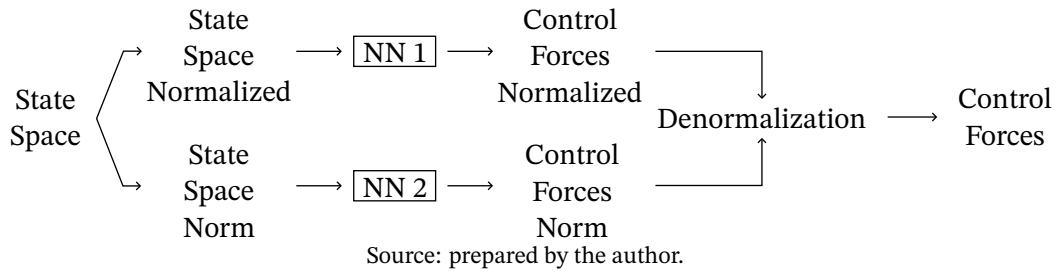 State
Space
State
Space
Normalized
NN 1
Control
Forces
Normalized
State
Space
Norm
NN 2
Control
Forces
Norm
Denormalization
Control
Forces
Source: prepared by the author.